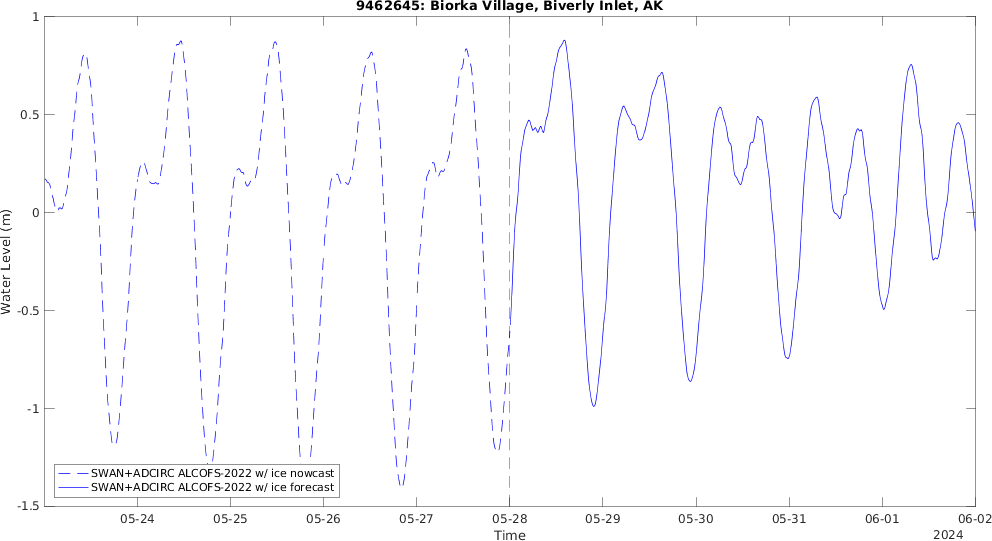 9462645: Biorka Village, Biverly Inlet, AK
Water Level (m)
1
0.5
0
-0.5
-1
-1.5
SWAN+ADCIRC ALCOFS-2022 w/ ice nowcast
SWAN+ADCIRC ALCOFS-2022 w/ ice forecast
05-24 05-25 05-26 05-27 05-28 05-29 05-30 05-31 06-01 06-02
Time
2024